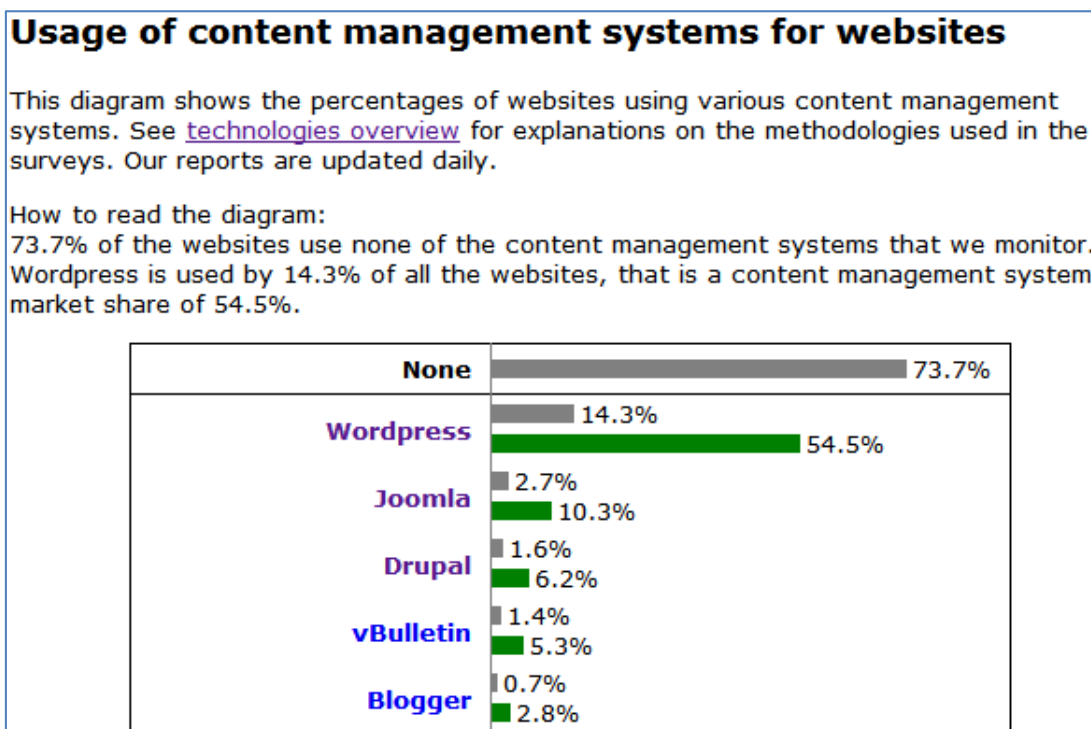 Usage of content management systems for websites
This diagram shows the percentages of websites using various content management
systems. See technologies overview for explanations on the methodologies used in the
surveys. Our reports are updated daily.
How to read the diagram:
73.7% of the websites use none of the content management systems that we monitor.
Wordpress is used by 14.3% of all the websites, that is a content management system
market share of 54.5%.
None 73.7%
Wordpress 14.3%
54.5%
Joomla 2.7%
10.3%
Drupal 1.6%
6.2%
vBulletin 1.4%
5.3%
Blogger 0.7%
2.8%